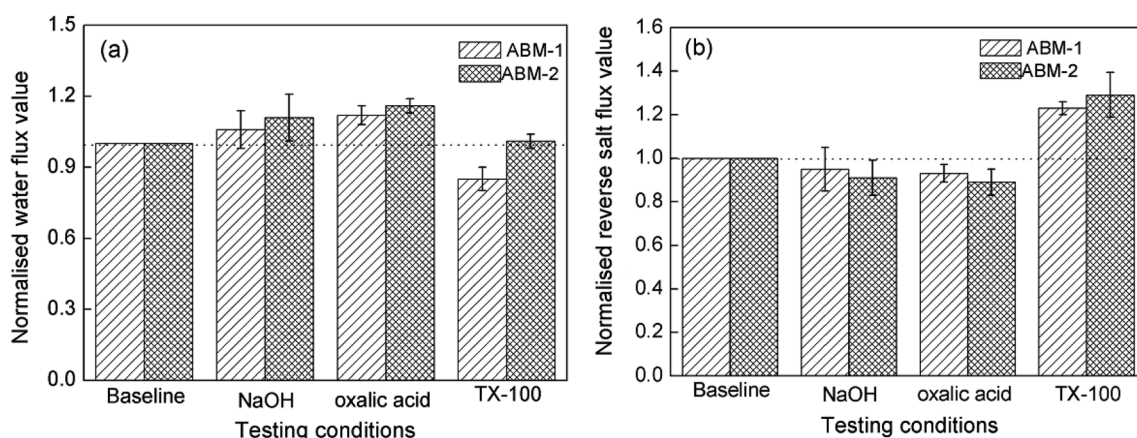 (a)
ABM-1
ABM-2
Normalised water flux value
1.5
1.2
0.9
0.6
0.3
0.0
Baseline
NaOH
oxalic acid
TX-100
Testing conditions
(b)
ABM-1
ABM-2
Normalised reverse salt flux value
1.6
1.4
1.2
1.0
0.8
0.6
0.4
0.2
0.0
Baseline
NaOH
oxalic acid
TX-100
Testing conditions